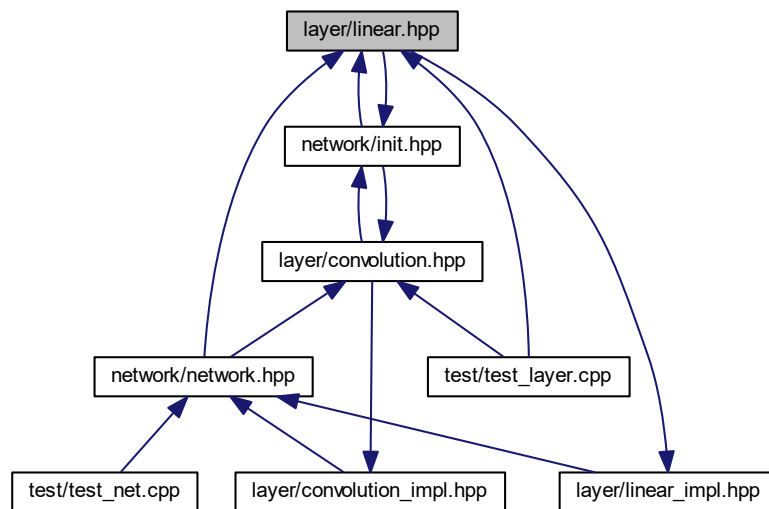 layer/linear.hpp
network/init.hpp
layer/convolution.hpp
network/network.hpp
test/test_layer.cpp
test/test_net.cpp
layer/convolution_impl.hpp
layer/linear_impl.hpp